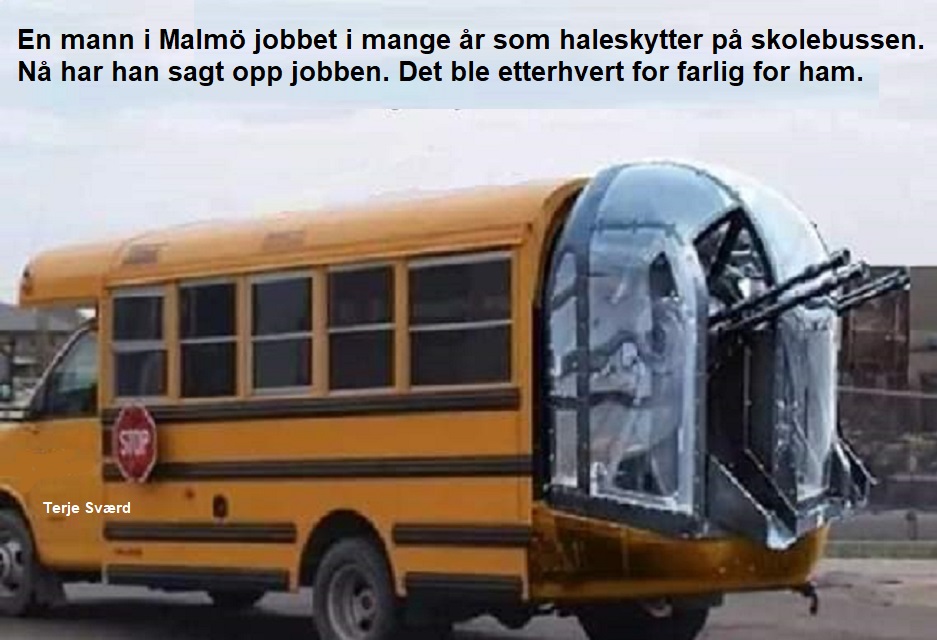 En mann i Malmö jobbet i mange år som haleskytter på skolebussen.
Nå har han sagt opp jobben. Det ble etterhvert for farlig for ham.
STOP
Terje Sværd